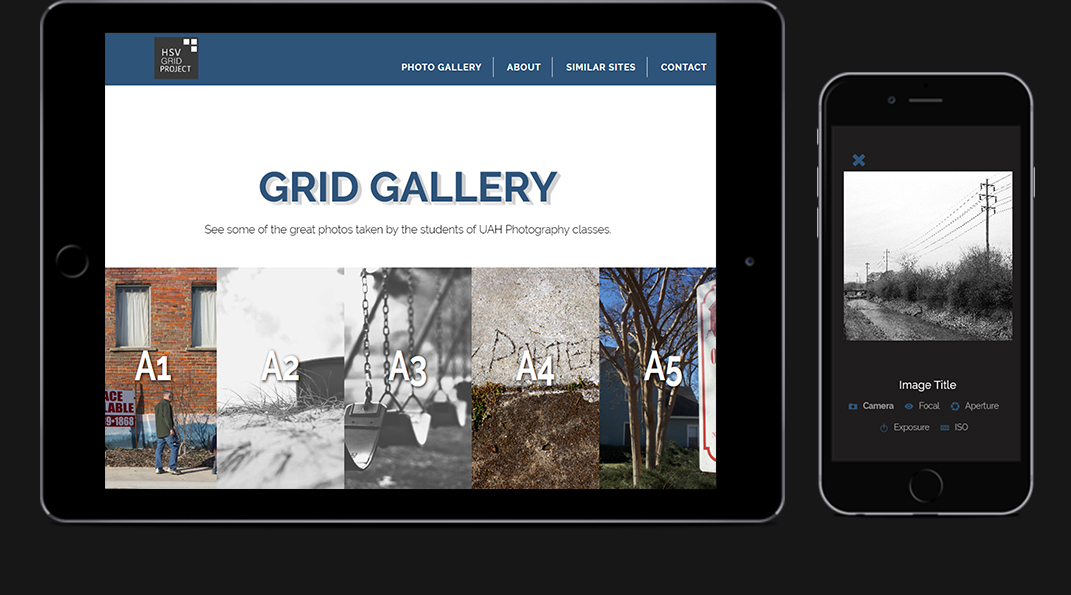 HSV
GRID
PROJECT
PHOTO GALLERY
ABOUT
SIMILAR SITES
CONTACT
GRID GALLERY
See some of the great photos taken by the students of UAH Photography classes.
A1
A2
A3
A4
A5
ACE
LABLE
9-1868
Image Title
Camera
Focal
Aperture
Exposure
ISO